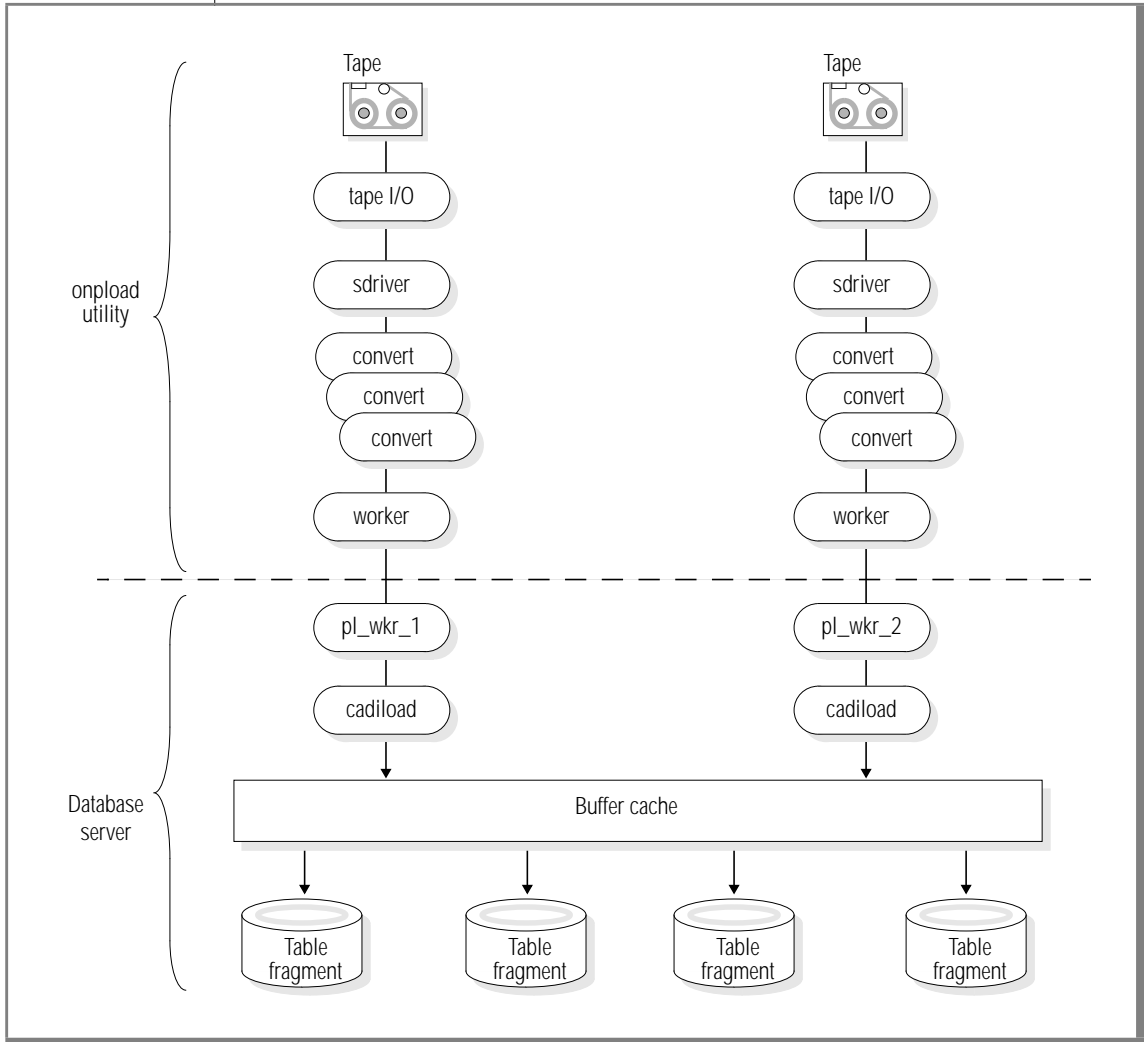 Tape
Tape
tape I/O
tape I/O
sdriver
sdriver
onpload
utility
convert
convert
convert
convert
convert
convert
worker
worker
pl_wkr_1
pl_wkr_2
cadiload
cadiload
Database
server
Buffer cache
Table
fragment
Table
fragment
Table
fragment
Table
fragment